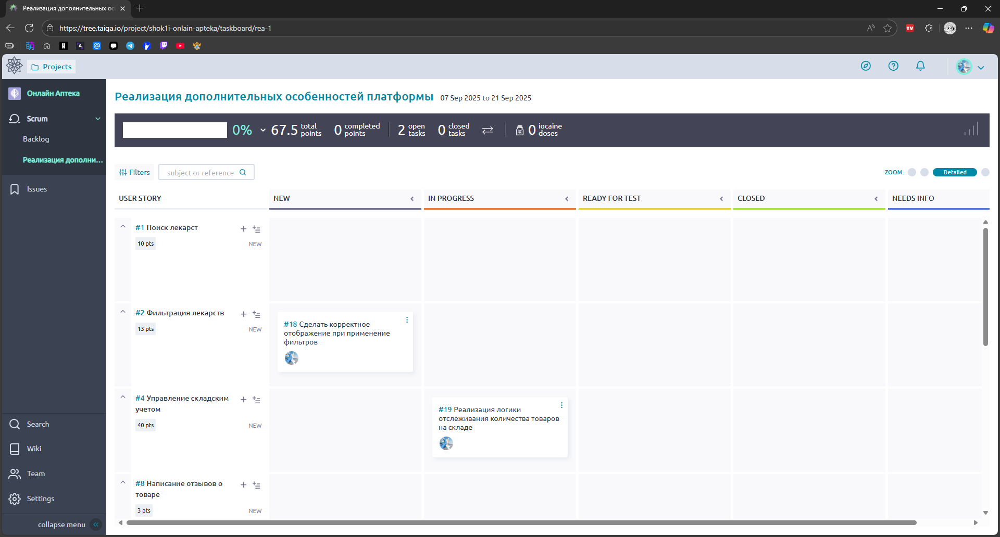 Реализация дополнительных ос
https://tree.taiga.io/project/shok1i-onlain-apteka/taskboard/rea-1
Projects
Онлайн Аптека
Scrum
Backlog
Реализация дополни...
Issues
Search
Wiki
Team
Settings
collapse menu
Реализация дополнительных особенностей платформы 07 Sep 2025 to 21 Sep 2025
0% 67.5 total points 0 completed points 2 open tasks 0 closed tasks 0 iocaine doses
Filters subject or reference
ZOOM: Detailed
USER STORY NEW IN PROGRESS READY FOR TEST CLOSED NEEDS INFO
#1 Поиск лекарст
10 pts NEW
#2 Фильтрация лекарств
13 pts NEW
#18 Сделать корректное
отображение при применение
фильтров
#4 Управление складским
учетом
40 pts NEW
#19 Реализация логики
отслеживания количества товаров
на складе
#8 Написание отзывов о
товаре
3 pts NEW